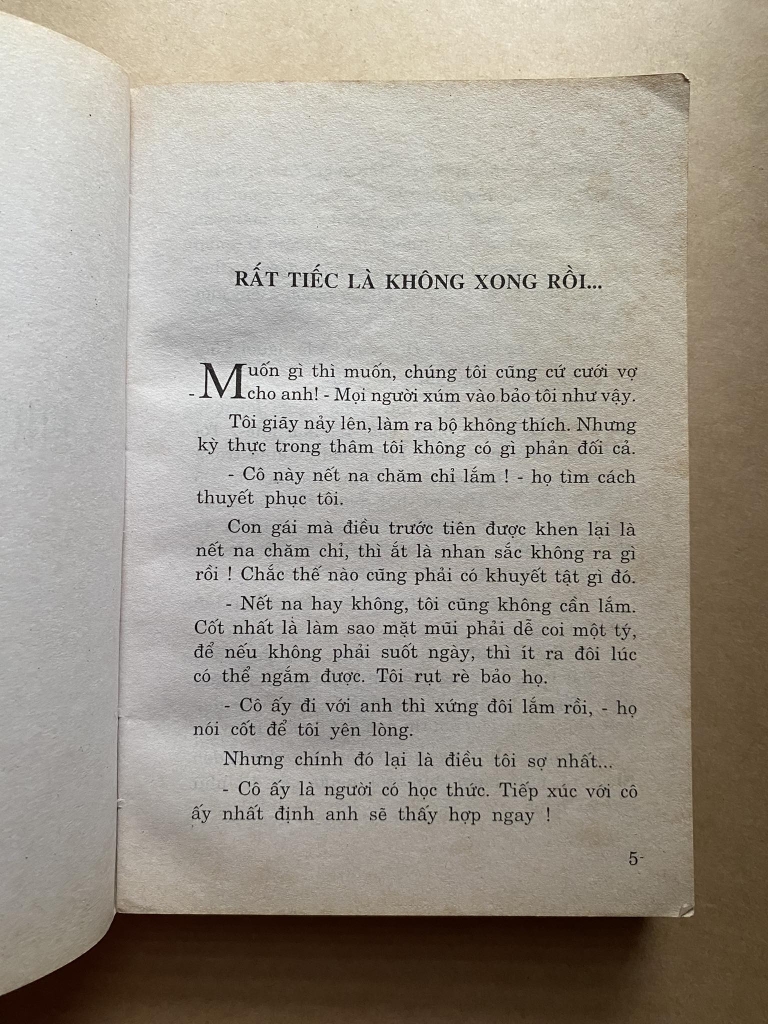 RẤT TIẾC LÀ KHÔNG XONG RỒI...
- Muốn gì thì muốn, chúng tôi cũng cứ cưới vợ
cho anh! - Mọi người xúm vào bảo tôi như vậy.
Tôi giãy nảy lên, làm ra bộ không thích. Nhưng
kỳ thực trong thâm tôi không có gì phản đối cả.
- Cô này nết na chăm chỉ lắm ! - họ tìm cách
thuyết phục tôi.
Con gái mà điều trước tiên được khen lại là
nết na chăm chỉ, thì ắt là nhan sắc không ra gì
rồi ! Chắc thế nào cũng phải có khuyết tật gì đó.
- Nết na hay không, tôi cũng không cần lắm.
Cốt nhất là làm sao mặt mũi phải dễ coi một tý,
để nếu không phải suốt ngày, thì ít ra đôi lúc
có thể ngắm được. Tôi rụt rè bảo họ.
- Cô ấy đi với anh thì xứng đôi lắm rồi, - họ
nói cốt để tôi yên lòng.
Nhưng chính đó lại là điều tôi sợ nhất...
- Cô ấy là người có học thức. Tiếp xúc với cô
ấy nhất định anh sẽ thấy hợp ngay !
5